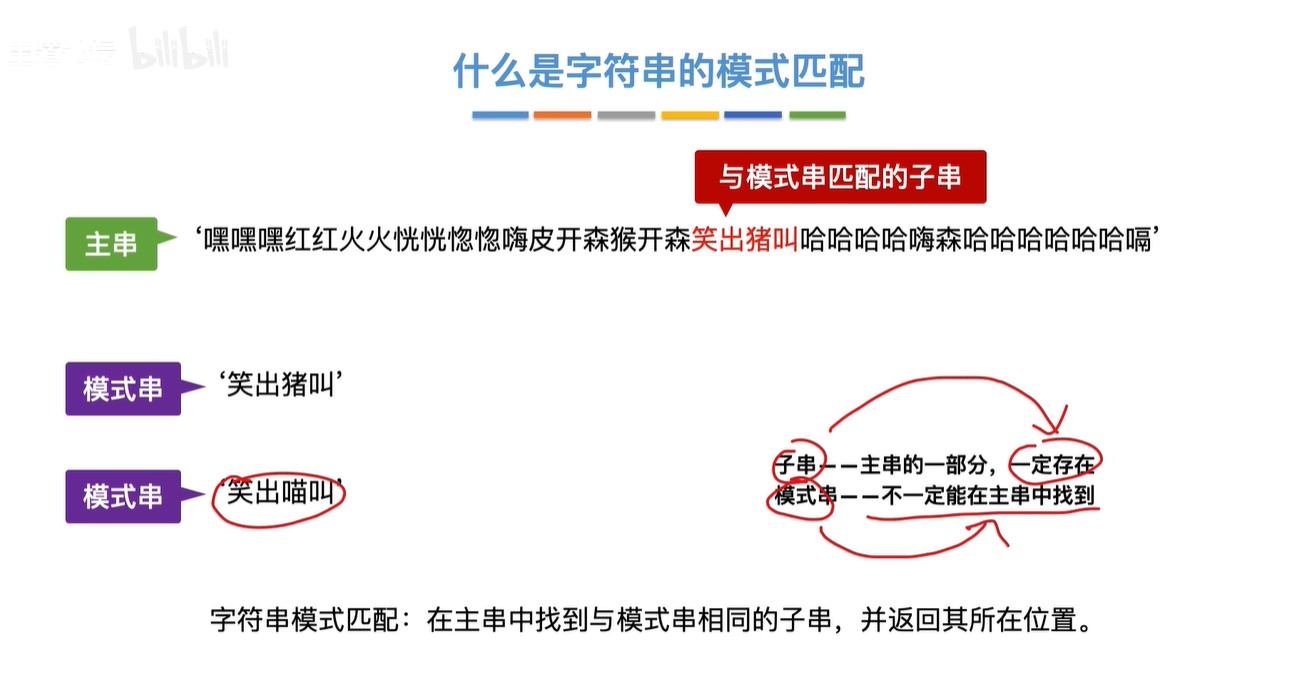 bilibili
什么是字符串的模式匹配
与模式串匹配的子串
主串
‘嘿嘿嘿红红火火恍恍惚惚嗨皮开森猴开森笑出猪叫哈哈哈哈嗨森哈哈哈哈哈哈嗝’
模式串
‘笑出猪叫’
子串——主串的一部分，一定存在
模式串——不一定能在主串中找到
模式串
‘笑出喵叫’
字符串模式匹配：在主串中找到与模式串相同的子串，并返回其所在位置。